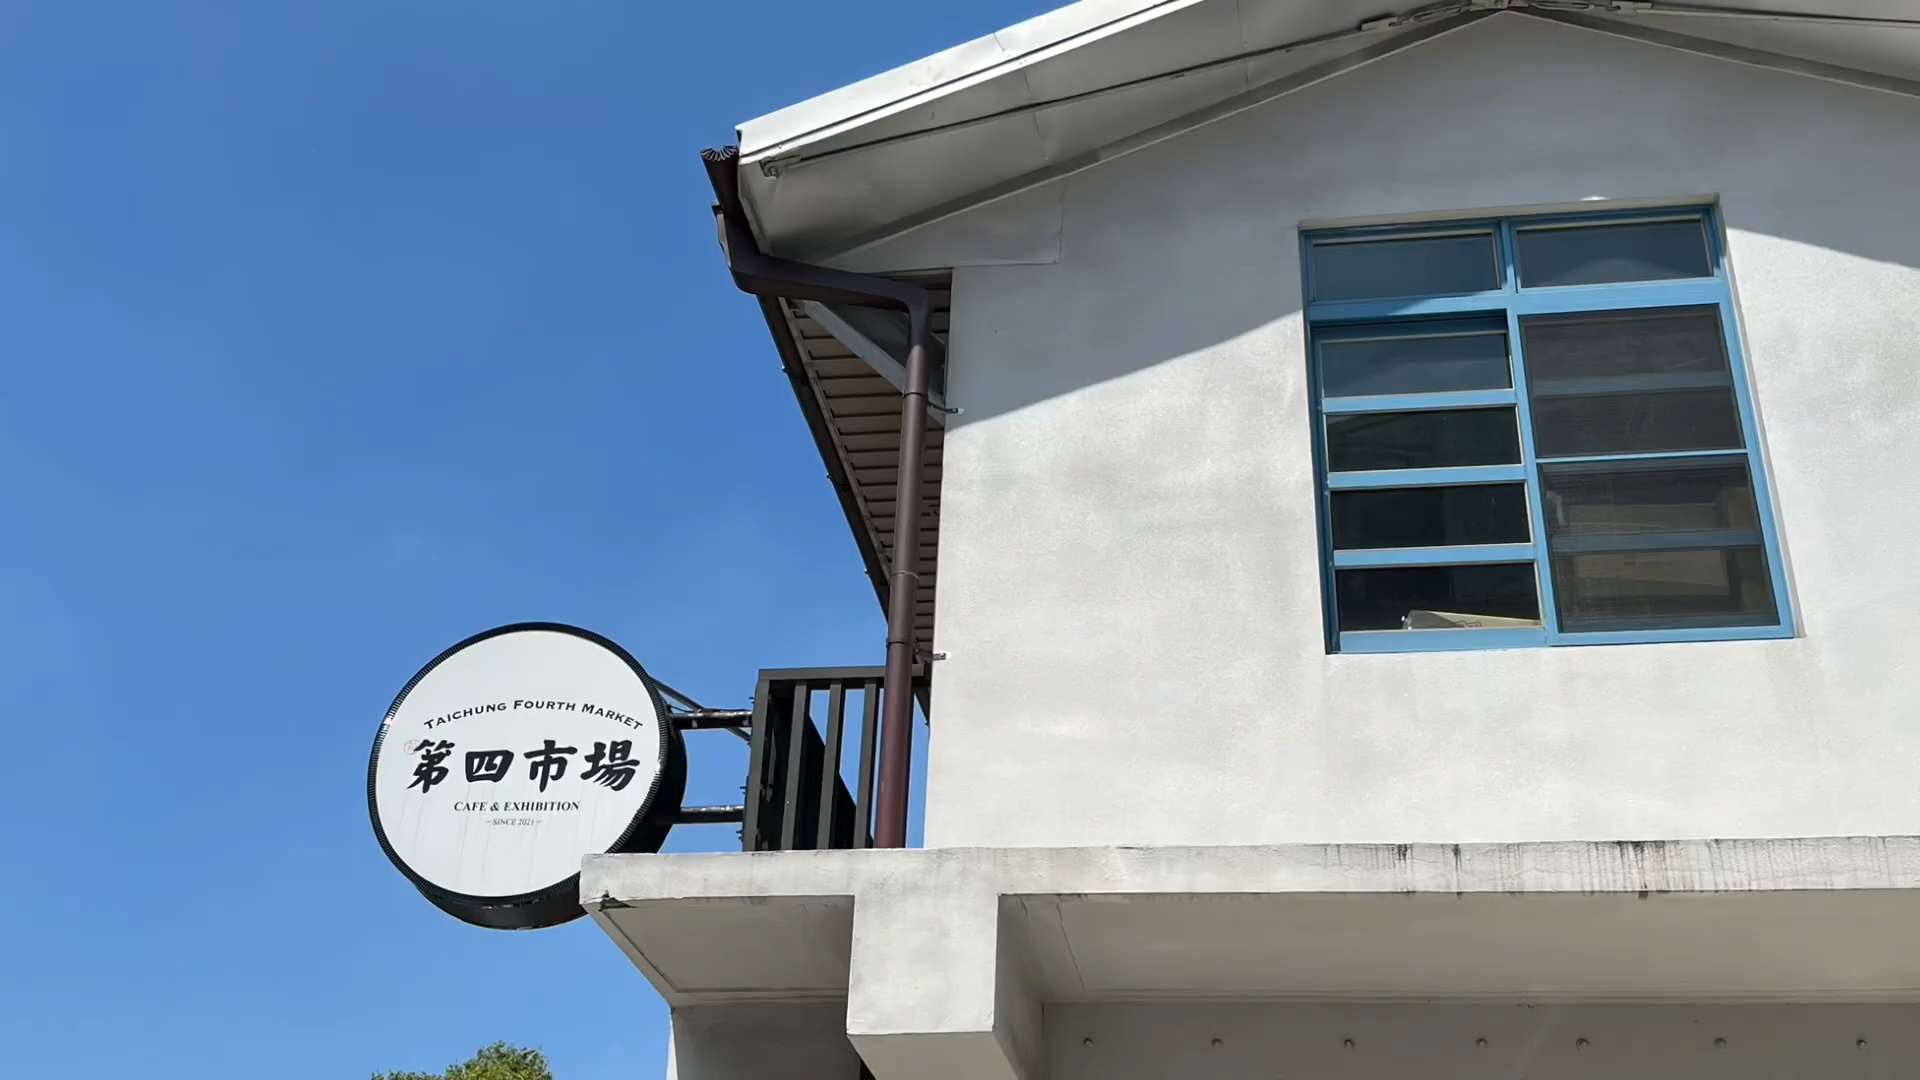 TAICHUNG FOURTH MARKET
第四市場
CAFE & EXHIBITION
~SINCE 2021~